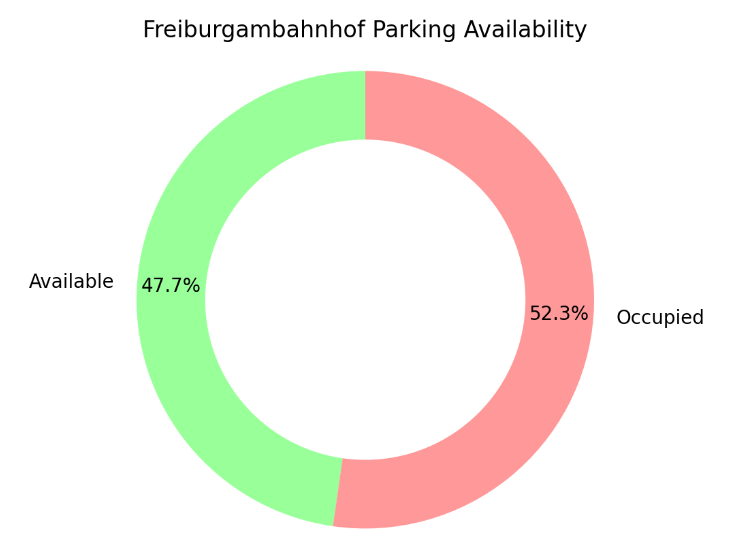 Freiburgambahnhof Parking Availability
Available
47.7%
52.3%
Occupied